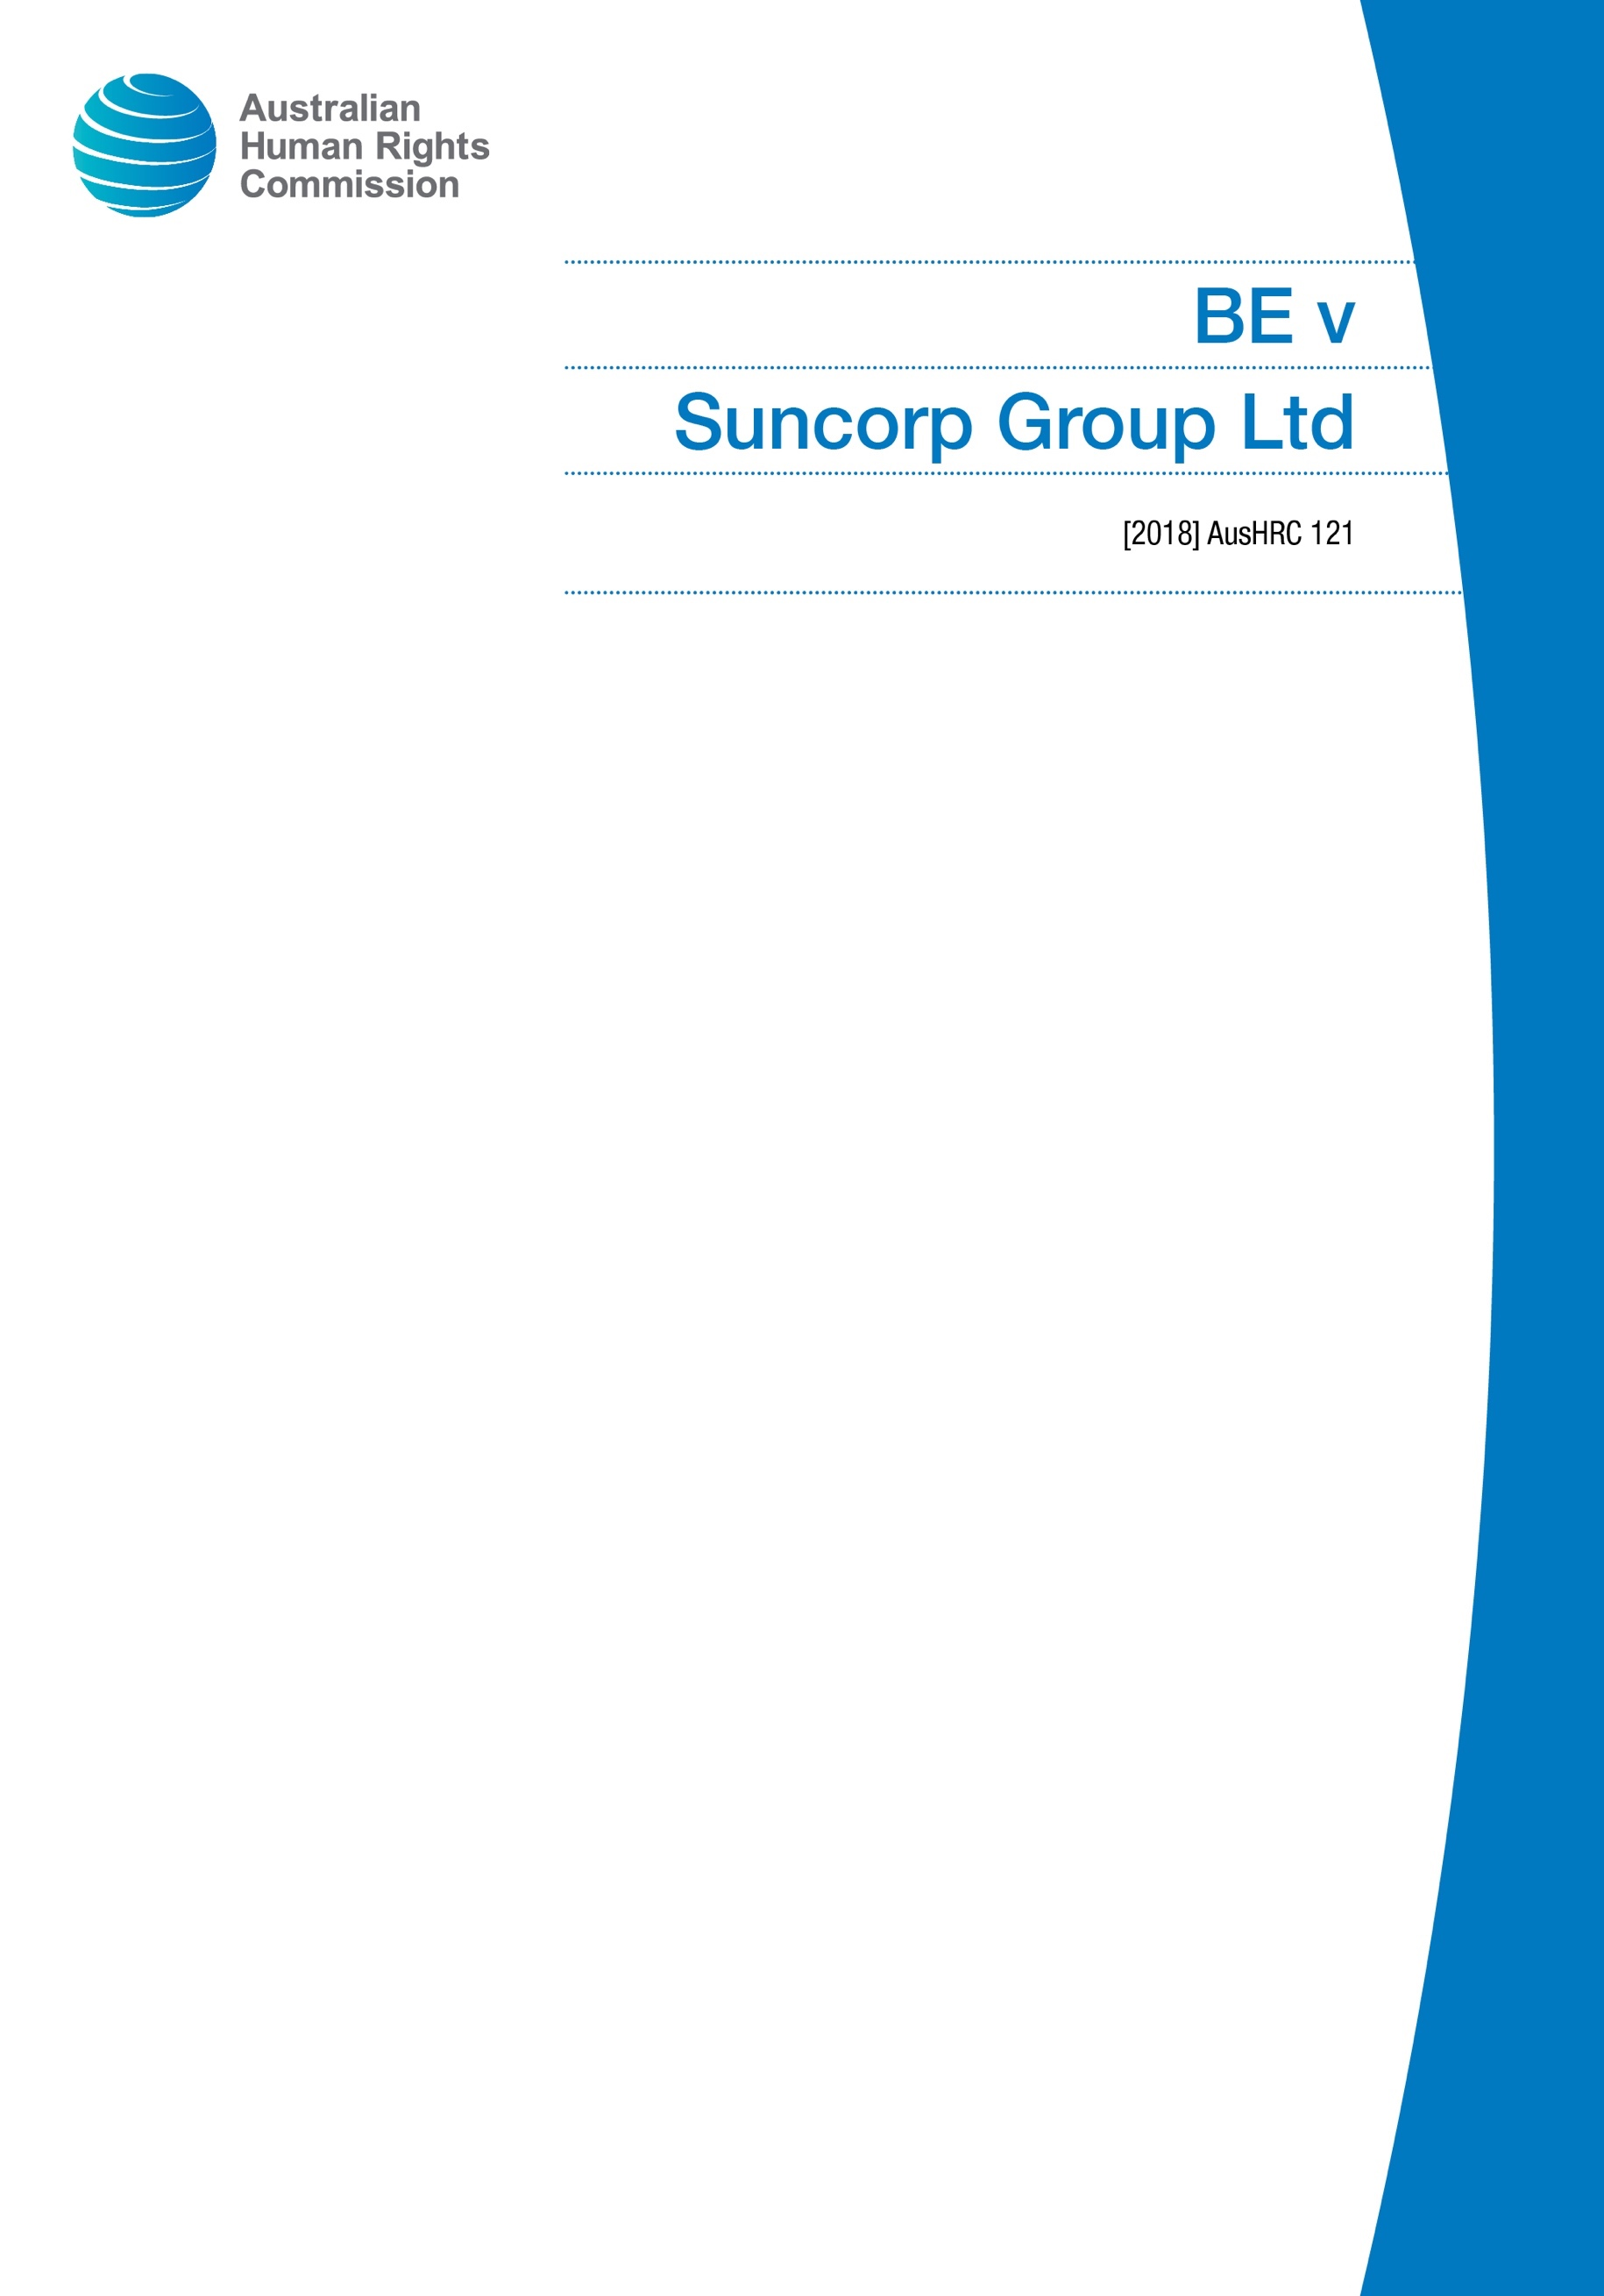 Australian
Human Rights
Commission
BE v
Suncorp Group Ltd
[2018] AusHRC 121